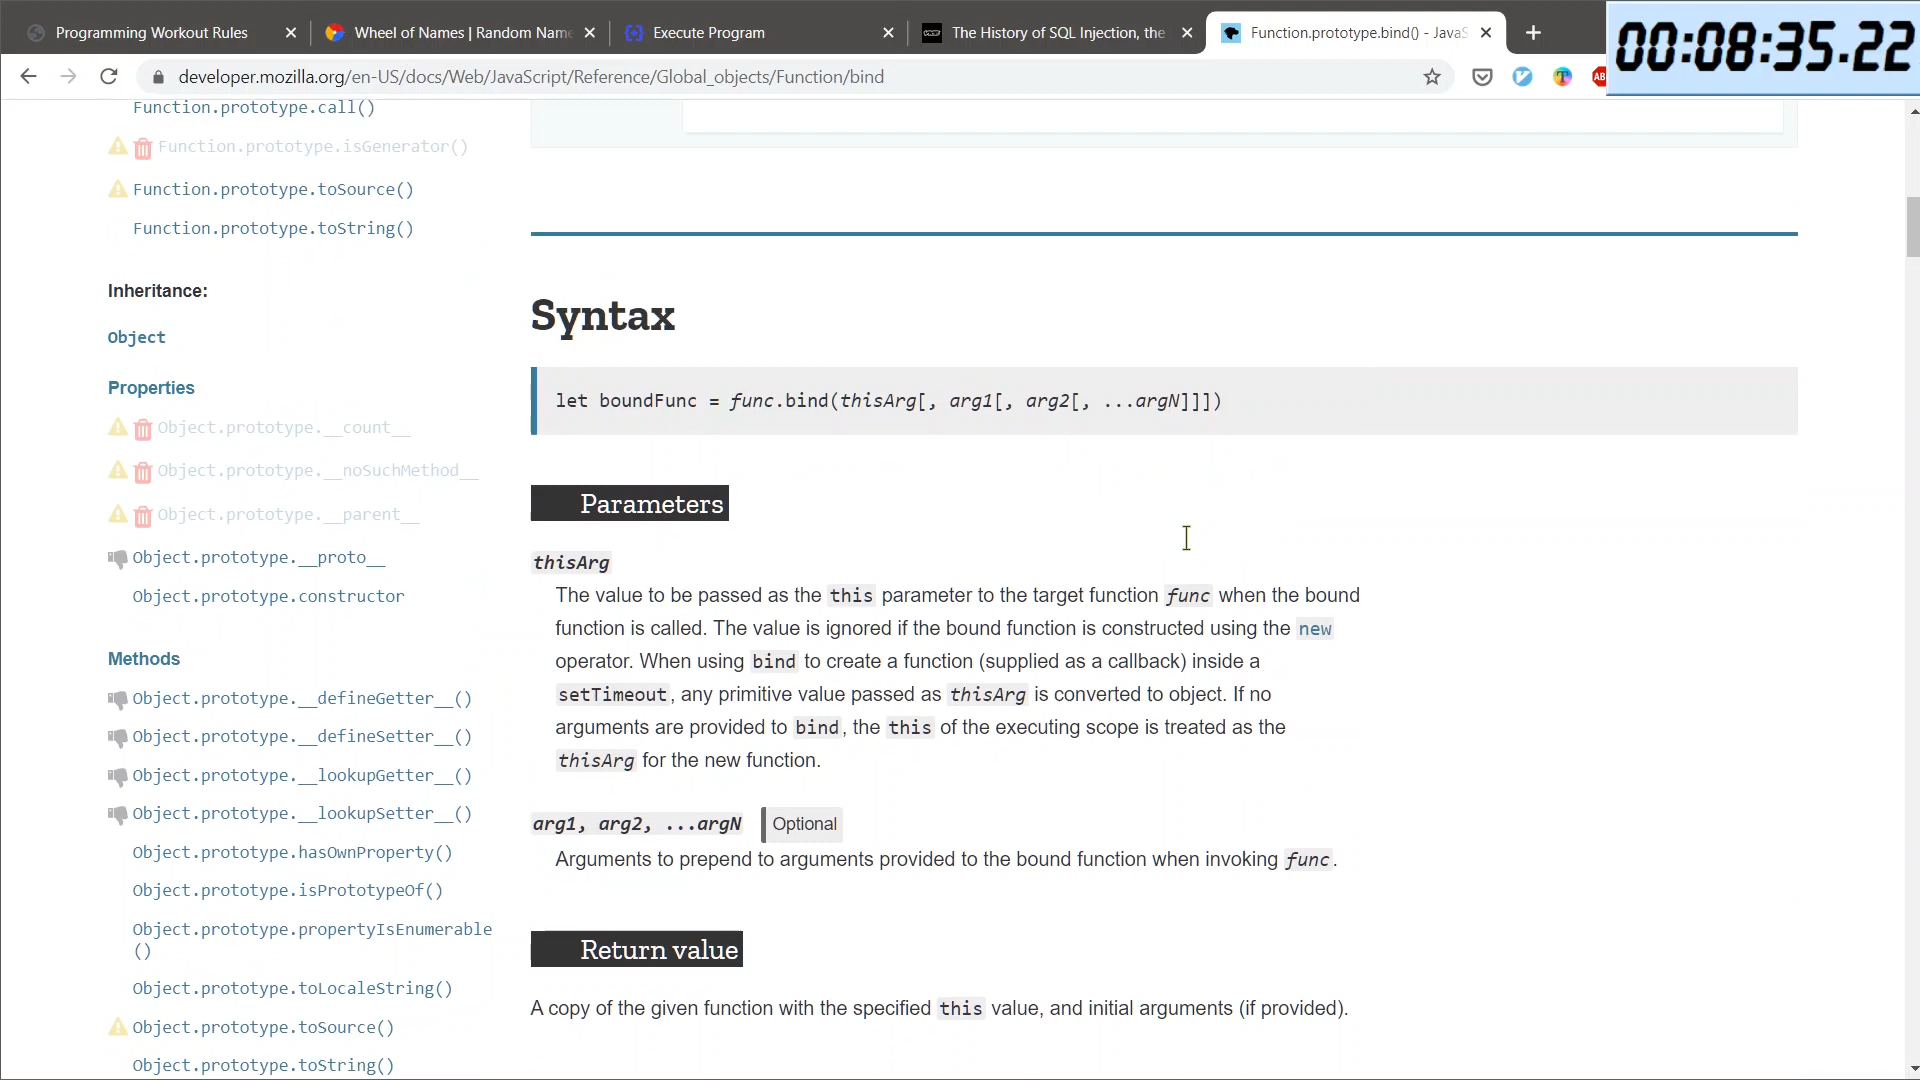 Programming Workout Rules
Wheel of Names | Random Name
Execute Program
The History of SQL Injection, the
Function.prototype.bind() - JavaS
00:08:35.22
developer.mozilla.org/en-US/docs/Web/JavaScript/Reference/Global_objects/Function/bind
Function.prototype.call()
Function.prototype.isGenerator()
Function.prototype.toSource()
Function.prototype.toString()
Inheritance:
Object
Properties
Object.prototype.__count__
Object.prototype.__noSuchMethod__
Object.prototype.__parent__
Object.prototype.__proto__
Object.prototype.constructor
Methods
Object.prototype.__defineGetter__()
Object.prototype.__defineSetter__()
Object.prototype.__lookupGetter__()
Object.prototype.__lookupSetter__()
Object.prototype.hasOwnProperty()
Object.prototype.isPrototypeOf()
Object.prototype.propertyIsEnumerable
()
Object.prototype.toLocaleString()
Object.prototype.toSource()
Object.prototype.toString()
Syntax
let boundFunc = func.bind(thisArg[, arg1[, arg2[, ...argN]]])
Parameters
thisArg
The value to be passed as the this parameter to the target function func when the bound
function is called. The value is ignored if the bound function is constructed using the new
operator. When using bind to create a function (supplied as a callback) inside a
setTimeout, any primitive value passed as thisArg is converted to object. If no
arguments are provided to bind, the this of the executing scope is treated as the
thisArg for the new function.
arg1, arg2, ...argN Optional
Arguments to prepend to arguments provided to the bound function when invoking func.
Return value
A copy of the given function with the specified this value, and initial arguments (if provided).